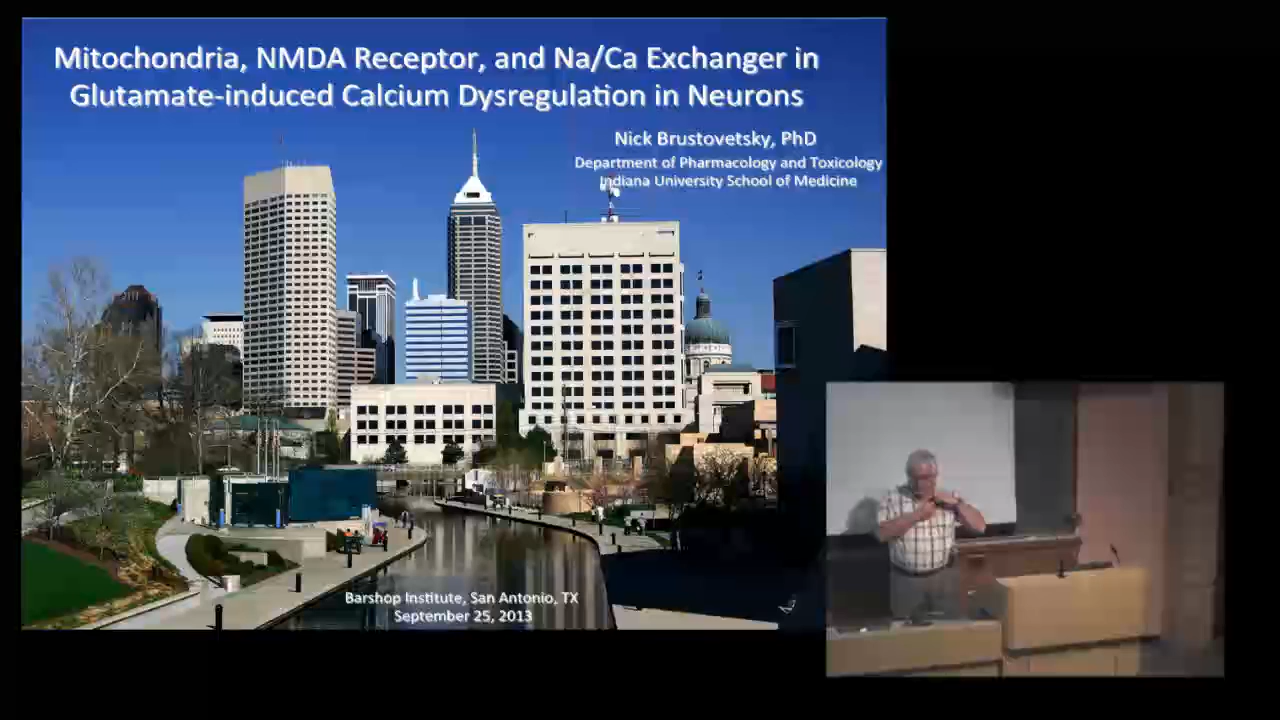 Mitochondria, NMDA Receptor, and Na/Ca Exchanger in
Glutamate-induced Calcium Dysregulation in Neurons
Nick Brustovetsky, PhD
Department of Pharmacology and Toxicology
Indiana University School of Medicine
Barshop Institute, San Antonio, TX
September 25, 2013